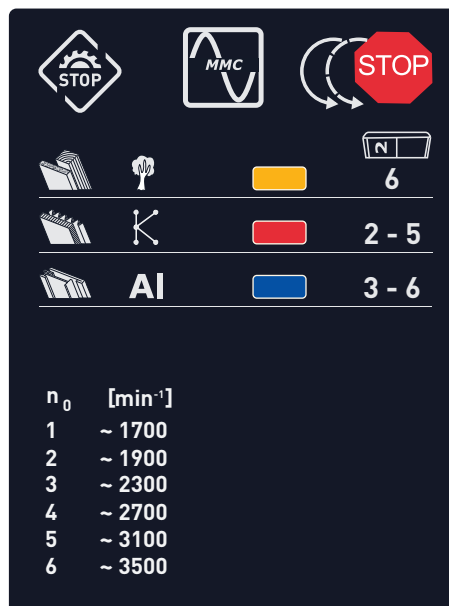 STOP MMC STOP
2
6
2 - 5
Al 3 - 6
n0 [min-1]
1 ~ 1700
2 ~ 1900
3 ~ 2300
4 ~ 2700
5 ~ 3100
6 ~ 3500